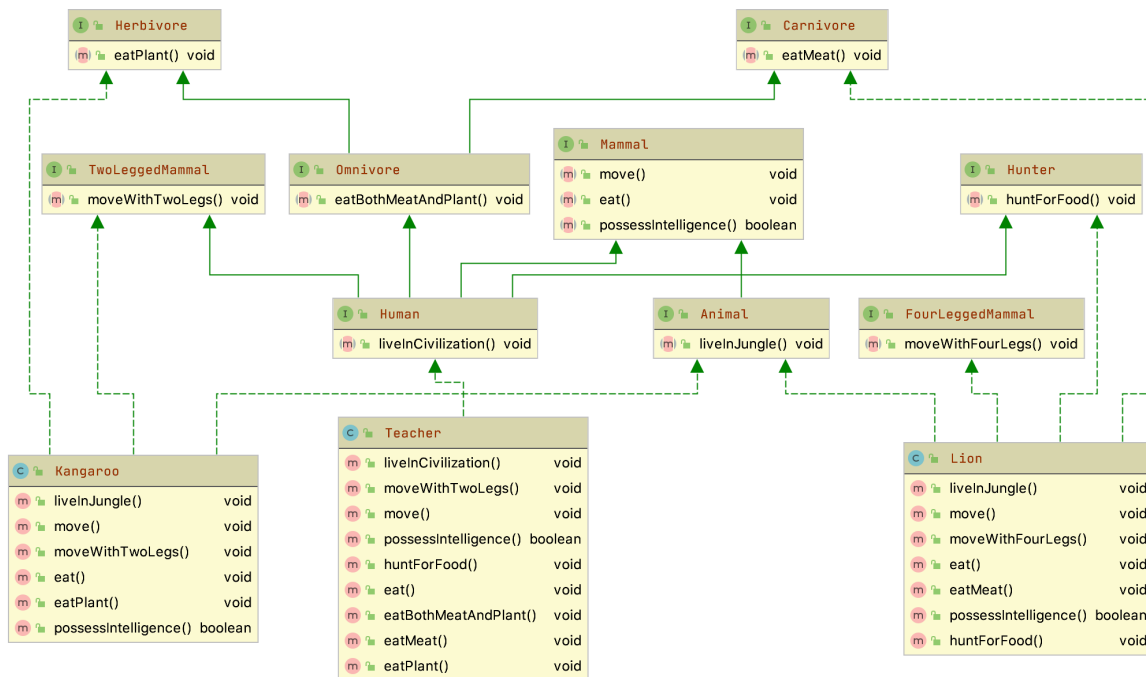 I Herbivore
m eatPlant() void
I Carnivore
m eatMeat() void
I TwoLeggedMammal
m moveWithTwoLegs() void
I Omnivore
m eatBothMeatAndPlant() void
I Mammal
m move() void
m eat() void
m possessIntelligence() boolean
I Hunter
m huntForFood() void
I Human
m liveInCivilization() void
I Animal
m liveInJungle() void
I FourLeggedMammal
m moveWithFourLegs() void
C Kangaroo
m liveInJungle() void
m move() void
m moveWithTwoLegs() void
m eat() void
m eatPlant() void
m possessIntelligence() boolean
C Teacher
m liveInCivilization() void
m moveWithTwoLegs() void
m move() void
m possessIntelligence() boolean
m huntForFood() void
m eat() void
m eatBothMeatAndPlant() void
m eatMeat() void
m eatPlant() void
C Lion
m liveInJungle() void
m move() void
m moveWithFourLegs() void
m eat() void
m eatMeat() void
m possessIntelligence() boolean
m huntForFood() void